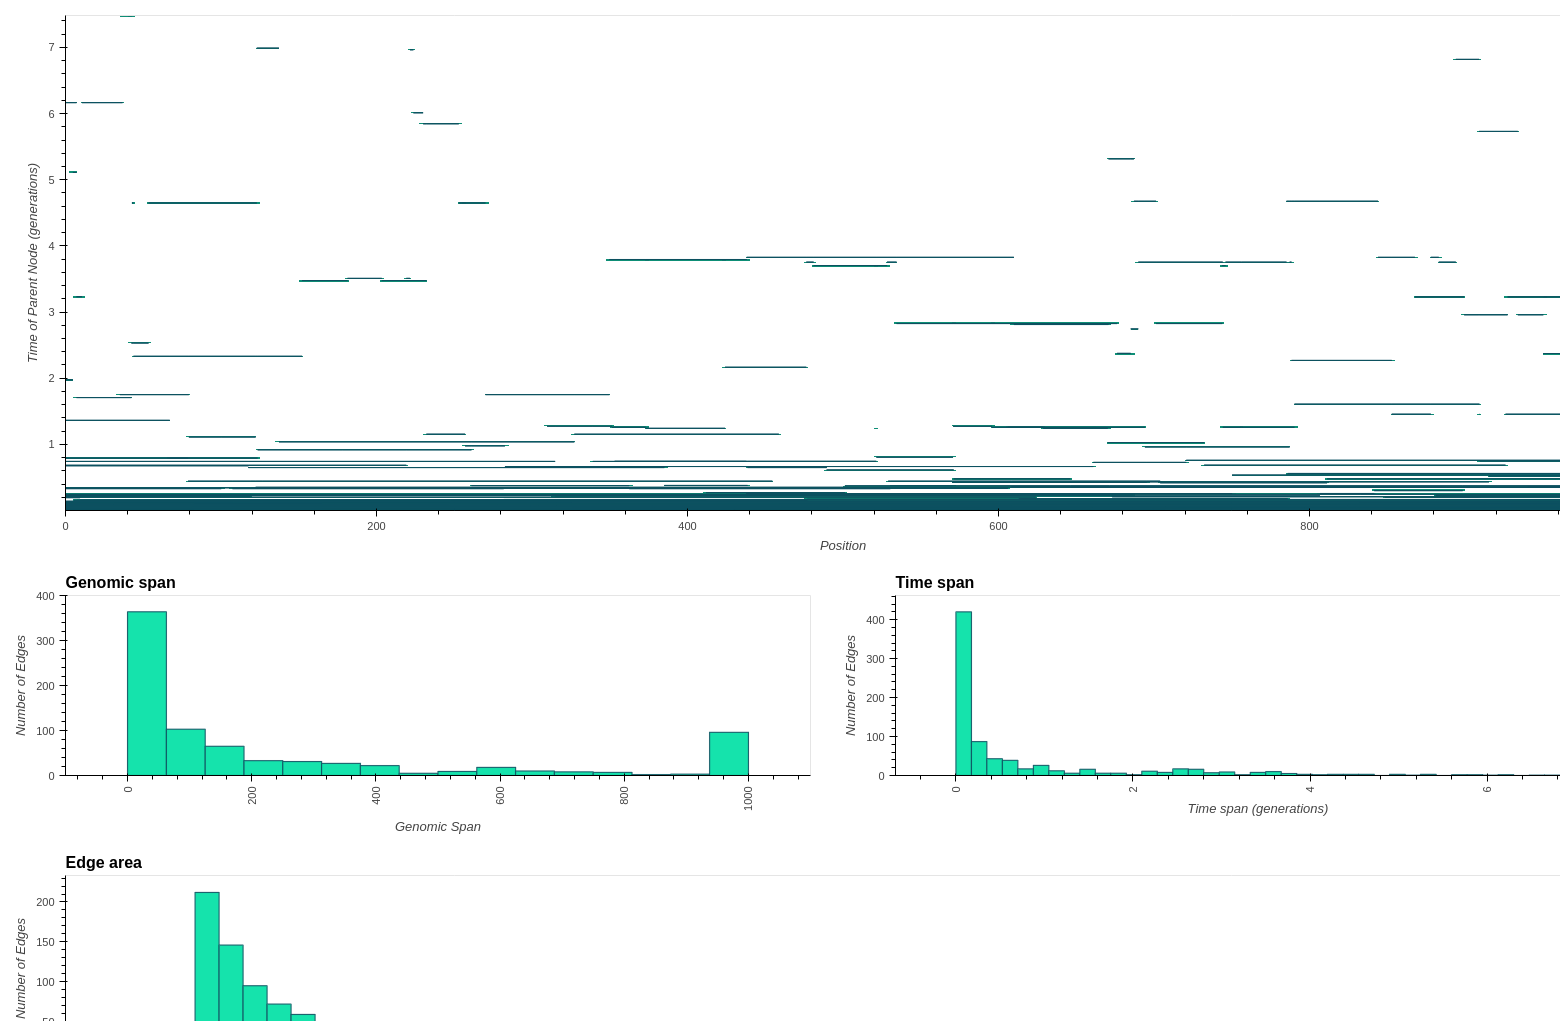 7
6
5
4
3
2
1
Time of Parent Node (generations)
0 200 400 600 800
Position
Genomic span
400
300
200
100
0
Number of Edges
0 200 400 600 800 1000
Genomic Span
Time span
400
300
200
100
0
Number of Edges
0 2 4 6
Time span (generations)
Edge area
200
150
100
50
Number of Edges